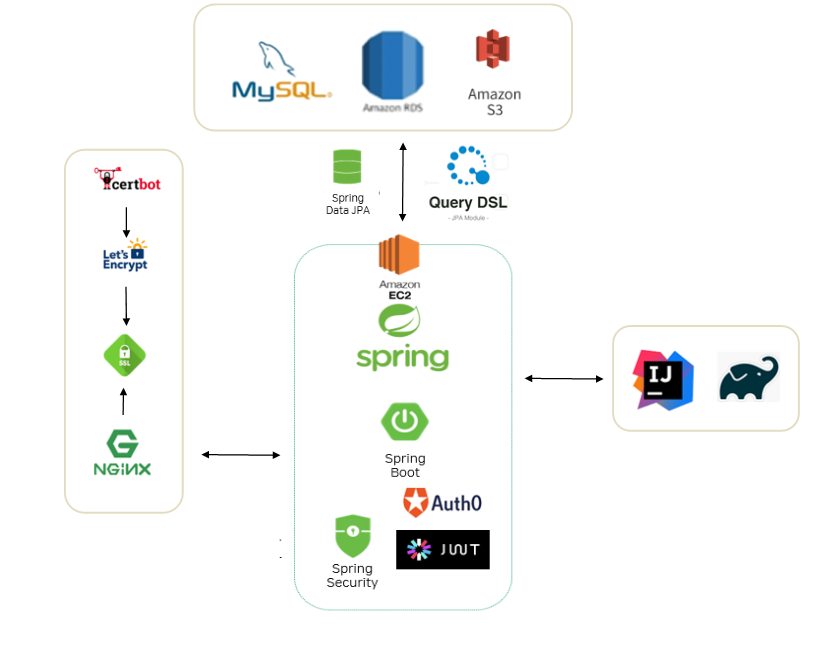 MySQL®
Amazon RDS
Amazon
S3
Spring
Data JPA
Query DSL
- JPA Module -
certbot
Let's
Encrypt
SSL
NGINX
Amazon
EC2
spring
Spring
Boot
Auth0
JWT
Spring
Security
IJ